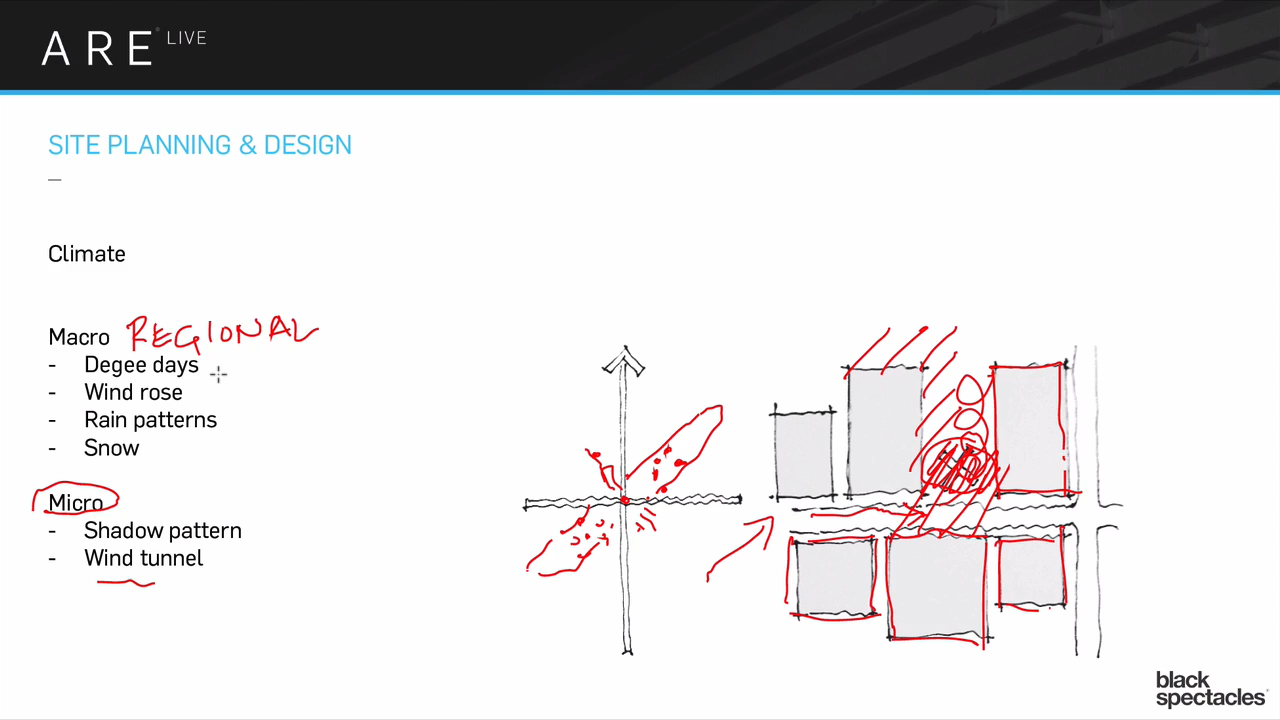 ARE® LIVE
SITE PLANNING & DESIGN
Climate
Macro REGIONAL
- Degee days
- Wind rose
- Rain patterns
- Snow
Micro
- Shadow pattern
- Wind tunnel
black
spectacles®